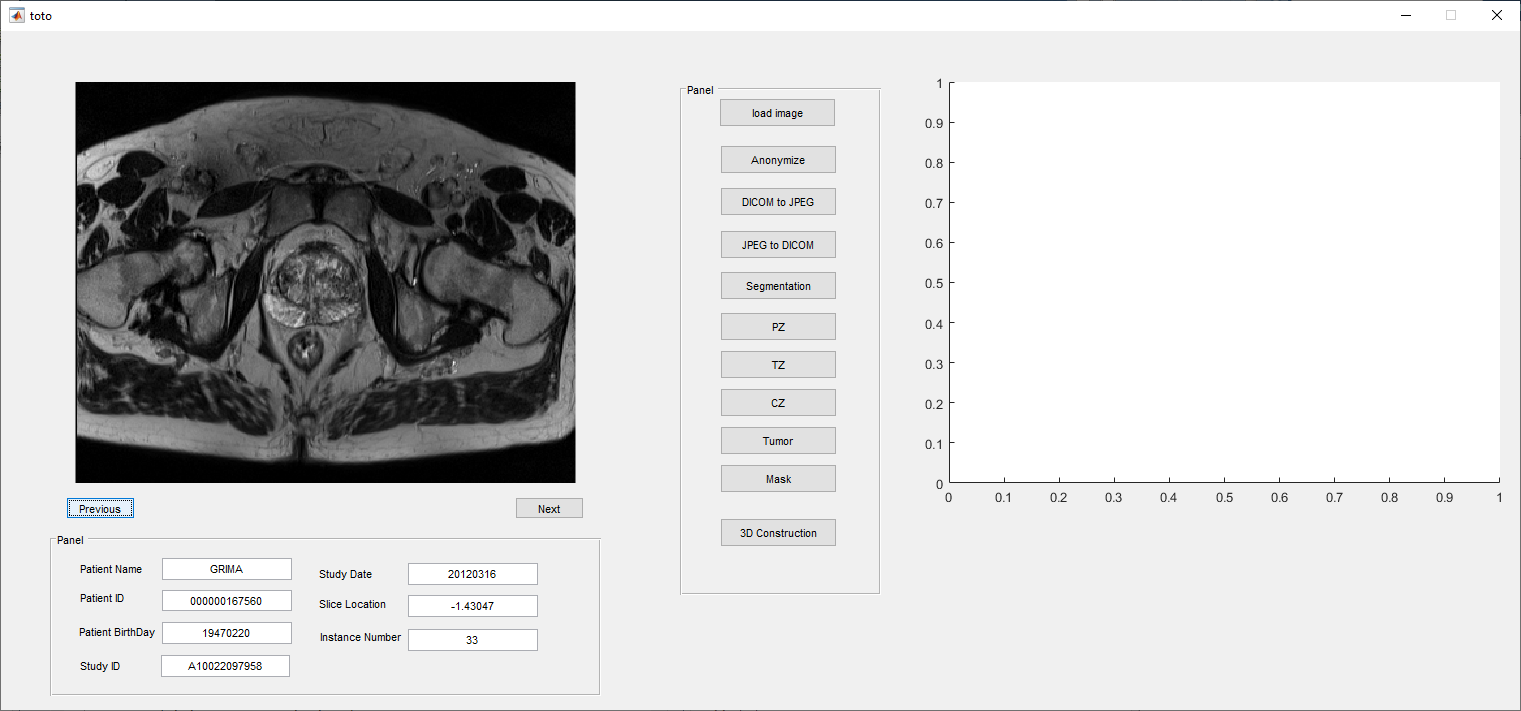 toto
Previous
Next
Panel
Patient Name
GRIMA
Patient ID
000000167560
Patient BirthDay
19470220
Study ID
A10022097958
Study Date
20120316
Slice Location
-1.43047
Instance Number
33
Panel
load image
Anonymize
DICOM to JPEG
JPEG to DICOM
Segmentation
PZ
TZ
CZ
Tumor
Mask
3D Construction
1
0.9
0.8
0.7
0.6
0.5
0.4
0.3
0.2
0.1
0
0 0.1 0.2 0.3 0.4 0.5 0.6 0.7 0.8 0.9 1